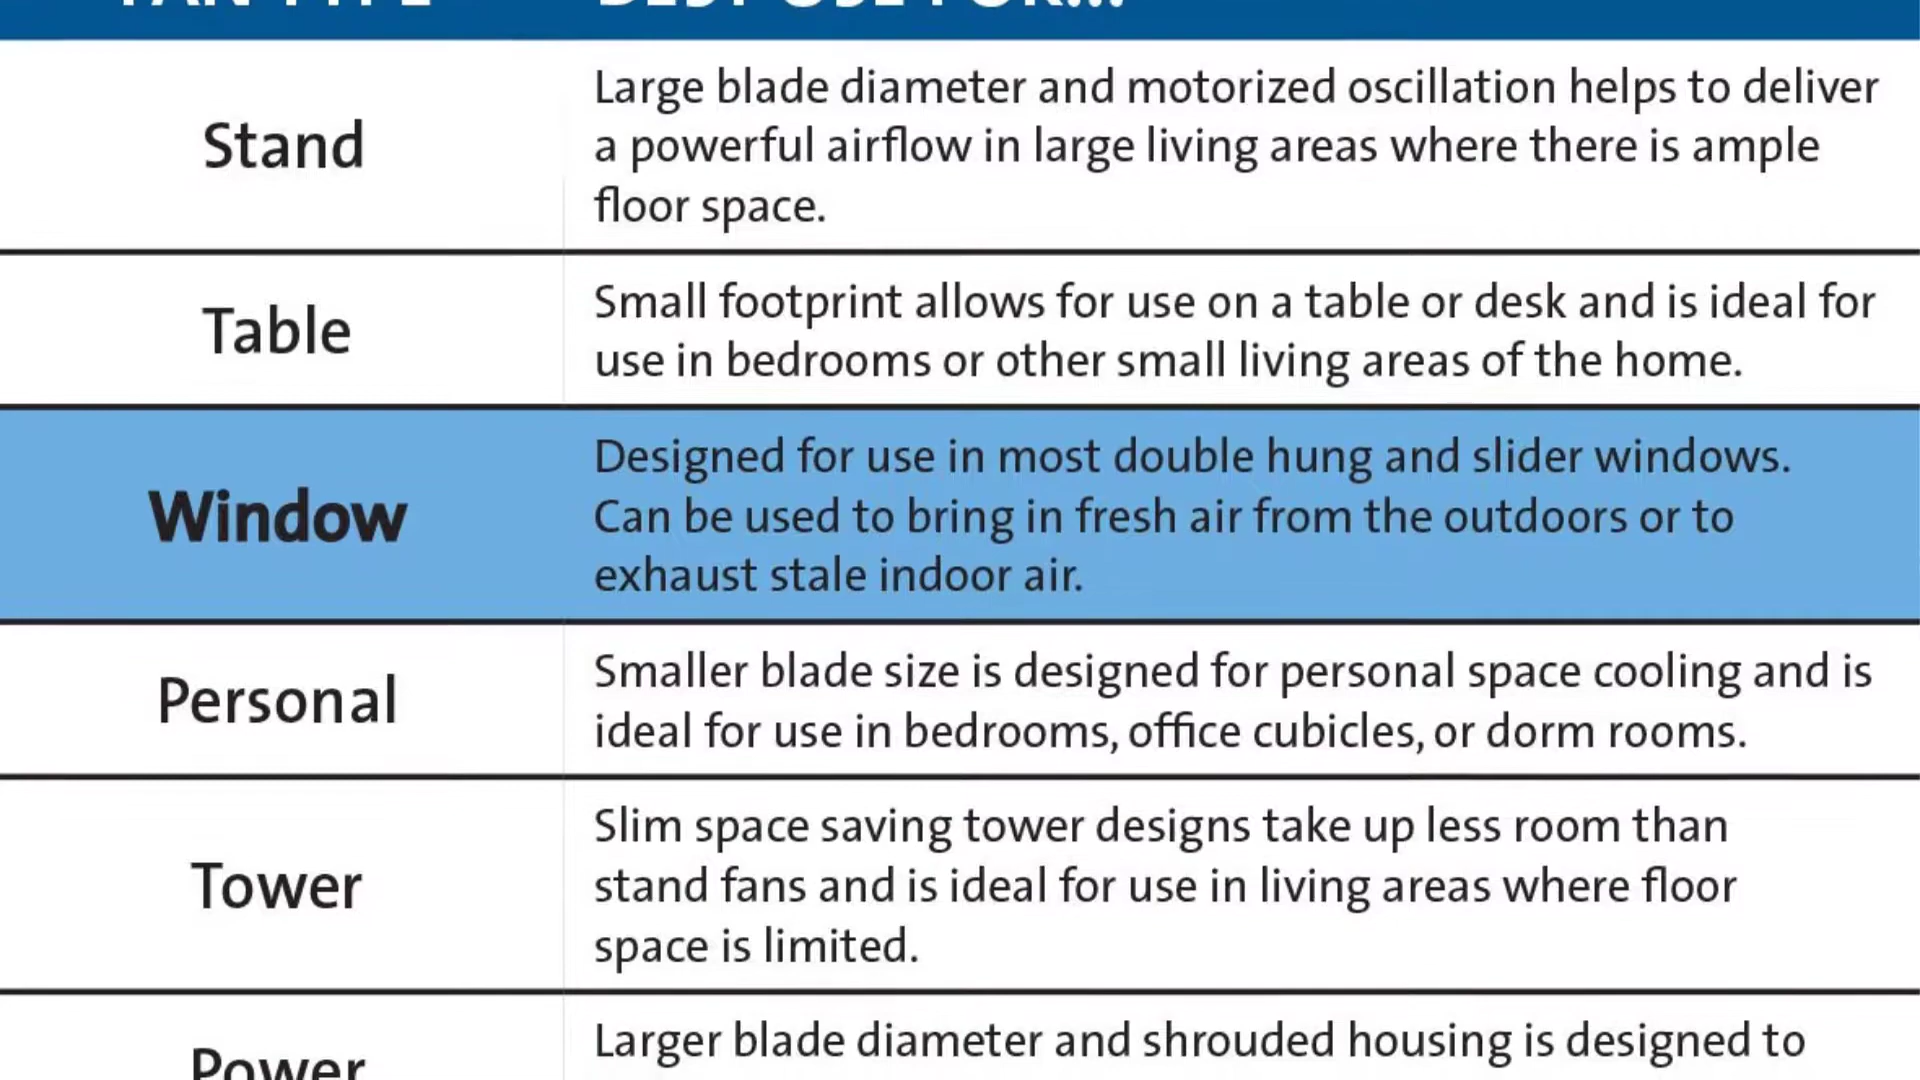 FAN TYPE
BEST USE FOR...
Stand
Large blade diameter and motorized oscillation helps to deliver
a powerful airflow in large living areas where there is ample
floor space.
Table
Small footprint allows for use on a table or desk and is ideal for
use in bedrooms or other small living areas of the home.
Window
Designed for use in most double hung and slider windows.
Can be used to bring in fresh air from the outdoors or to
exhaust stale indoor air.
Personal
Smaller blade size is designed for personal space cooling and is
ideal for use in bedrooms, office cubicles, or dorm rooms.
Tower
Slim space saving tower designs take up less room than
stand fans and is ideal for use in living areas where floor
space is limited.
Power
Larger blade diameter and shrouded housing is designed to